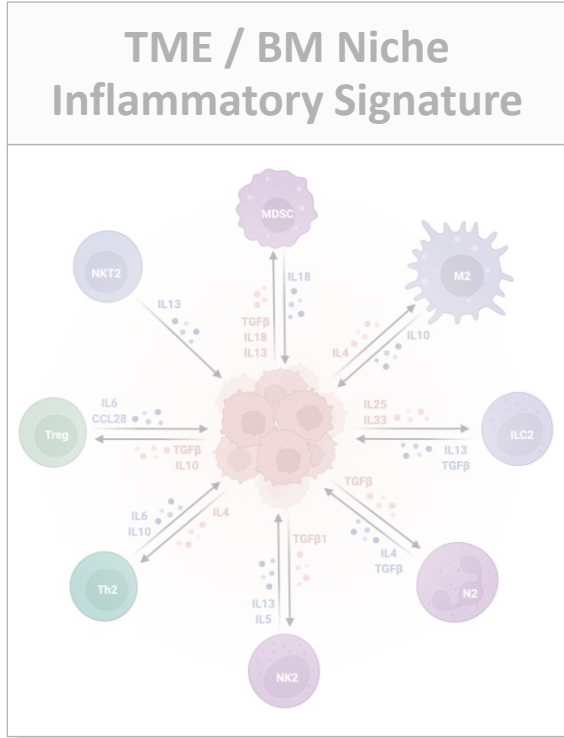 TME / BM Niche
Inflammatory Signature
MDSC
NKT2
IL18
M2
IL13
TGFβ
IL18
IL13
IL4
IL10
IL6
CCL28
IL25
IL33
Treg
ILC2
TGFβ
IL10
IL13
TGFβ
TGFβ
IL6
IL10
IL4
TGFβ1
IL4
TGFβ
Th2
N2
IL13
IL5
NK2